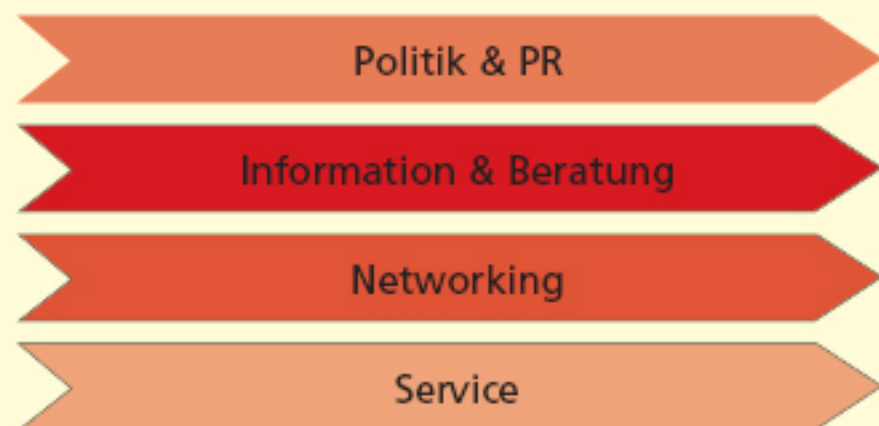 Politik & PR
Information & Beratung
Networking
Service